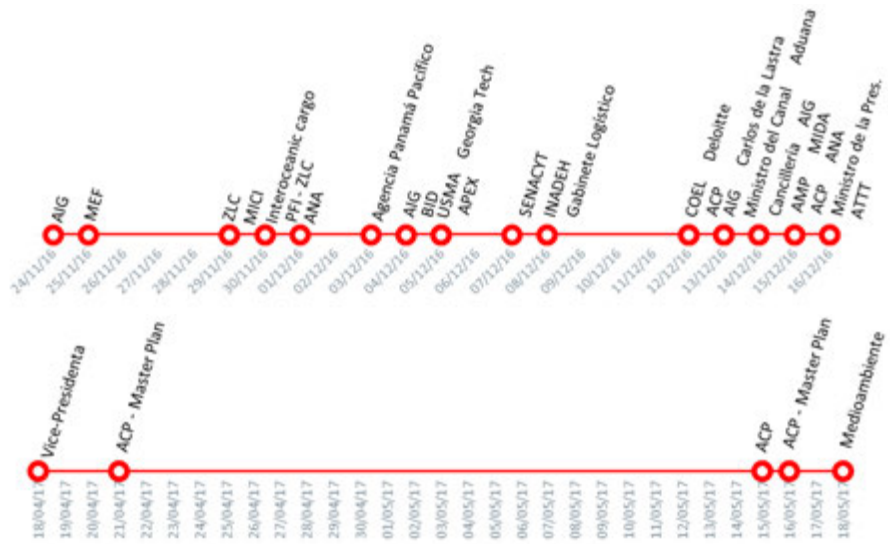 AIG
MEF
ZLC
MICI
Interoceanic cargo
PFI - ZLC
ANA
Agencia Panamá Pacífico
AIG
BID
USMA
APEX
Georgia Tech
SENACYT
INADEH
Gabinete Logístico
COEL
Deloitte
ACP
AIG
Carlos de la Lastra
Ministro del Canal
Aduana
Cancillería
AIG
AMP
MIDA
ACP
ANA
Ministro de la Pres.
ATTT
24/11/16
25/11/16
26/11/16
27/11/16
28/11/16
29/11/16
30/11/16
01/12/16
02/12/16
03/12/16
04/12/16
05/12/16
06/12/16
07/12/16
08/12/16
09/12/16
10/12/16
11/12/16
12/12/16
13/12/16
14/12/16
15/12/16
16/12/16
Vice-Presidenta
ACP - Master Plan
ACP
ACP - Master Plan
Medioambiente
18/04/17
19/04/17
20/04/17
21/04/17
22/04/17
23/04/17
24/04/17
25/04/17
26/04/17
27/04/17
28/04/17
29/04/17
30/04/17
01/05/17
02/05/17
03/05/17
04/05/17
05/05/17
06/05/17
07/05/17
08/05/17
09/05/17
10/05/17
11/05/17
12/05/17
13/05/17
14/05/17
15/05/17
16/05/17
17/05/17
18/05/17